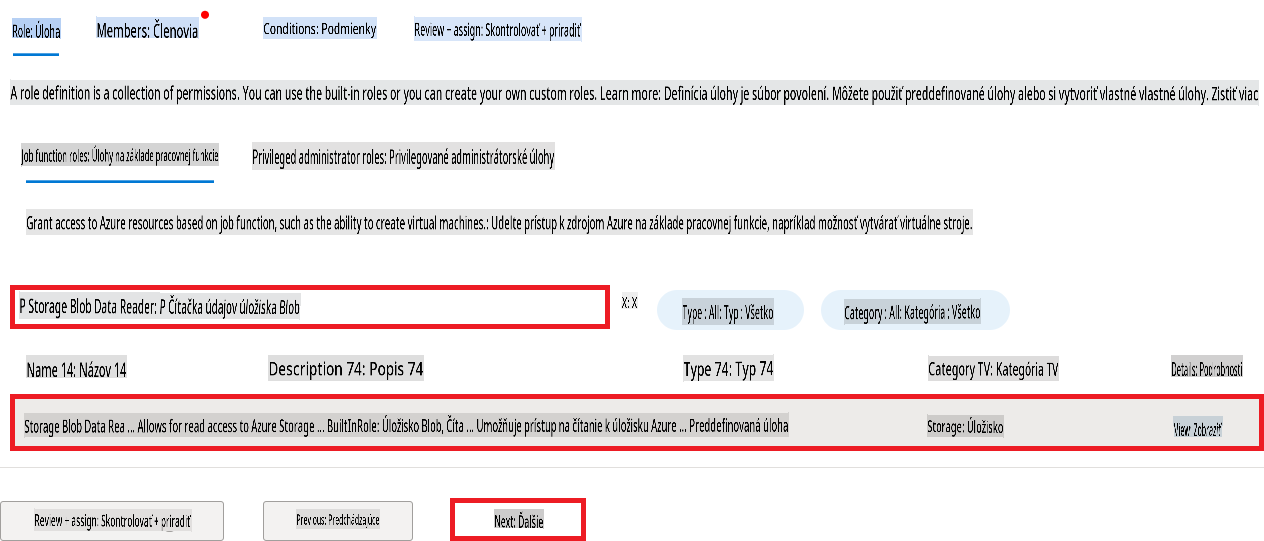 Role: Úloha Members: Členovia Conditions: Podmienky Review − assign: Skontrolovať + priradiť
A role definition is a collection of permissions. You can use the built-in roles or you can create your own custom roles. Learn more: Definícia úlohy je súbor povolení. Môžete použiť preddefinované úlohy alebo si vytvoriť vlastné vlastné úlohy. Zistiť viac
Job function roles: Úlohy na základe pracovnej funkcie Privileged administrator roles: Privilegované administrátorské úlohy
Grant access to Azure resources based on job function, such as the ability to create virtual machines.: Udelte prístup k zdrojom Azure na základe pracovnej funkcie, napríklad možnosť vytvárať virtuálne stroje.
P Storage Blob Data Reader: P Čítačka údajov úložiska Blob X: X Type : All: Typ : Všetko Category : All: Kategória : Všetko
Name 14: Názov 14 Description 74: Popis 74 Type 74: Typ 74 Category TV: Kategória TV Details: Podrobnosti
Storage Blob Data Rea ... Allows for read access to Azure Storage ... BuiltInRole: Úložisko Blob, Číta ... Umožňuje prístup na čítanie k úložisku Azure ... Preddefinovaná úloha Storage: Úložisko View: Zobraziť
Review − assign: Skontrolovať + priradiť Previous: Predchádzajúce Next: Ďalšie